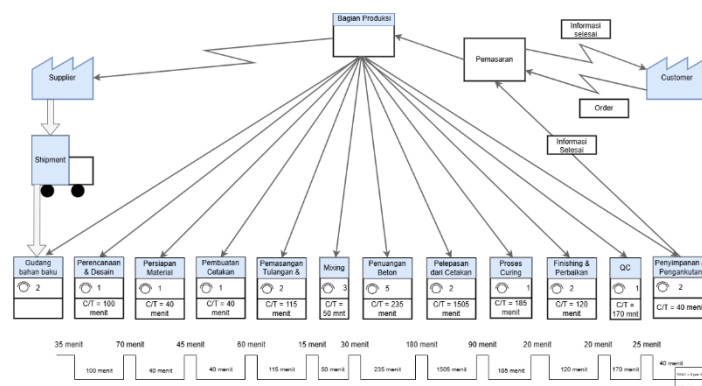 Bagian Produksi
Informasi
selesai
Supplier
Pemasaran
Customer
Order
Shipment
Informasi
Selesai
Gudang
bahan baku
2
Perencanaan
& Desain
1
C/T = 100
menit
Persiapan
Material
1
C/T = 40
menit
Pembuatan
Cetakan
1
C/T = 40
menit
Pemasangan
Tulangan &
2
C/T = 115
menit
Mixing
3
C/T =
50 mnt
Penuangan
Beton
5
C/T = 235
menit
Pelepasan
dari Cetakan
2
C/T = 1505
menit
Proses
Curing
1
C/T = 185
menit
Finishing &
Perbaikan
2
C/T = 120
menit
QC
1
C/T =
170 mnt
Penyimpanan &
Pengankutan
2
C/T = 40 menit
35 menit 70 menit 45 menit 60 menit 15 menit 30 menit 180 menit 90 menit 20 menit 20 menit 25 menit
100 menit 40 menit 40 menit 115 menit 50 menit 235 menit 1505 menit 185 menit 120 menit 170 menit 40 menit